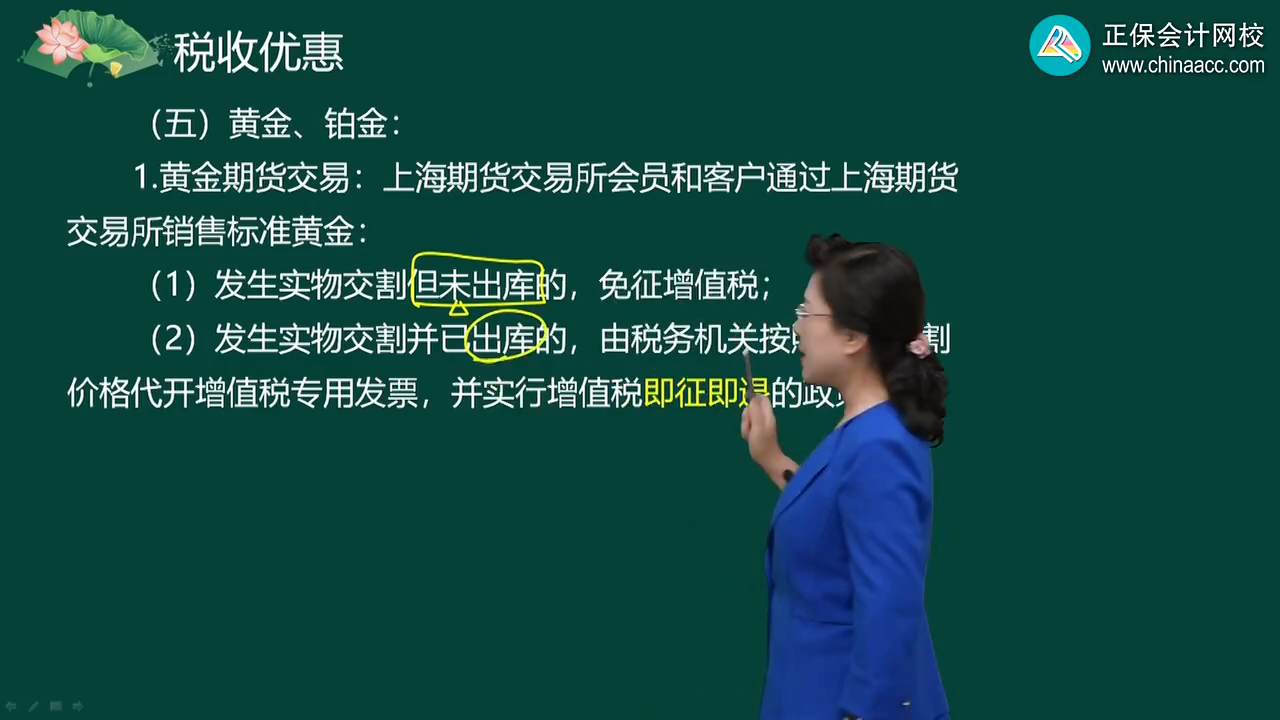 税收优惠
正保会计网校
www.chinaacc.com
（五）黄金、铂金：
1.黄金期货交易：上海期货交易所会员和客户通过上海期货
交易所销售标准黄金：
（1）发生实物交割但未出库的，免征增值税；
（2）发生实物交割并已出库的，由税务机关按 割
价格代开增值税专用发票，并实行增值税即征即退的政